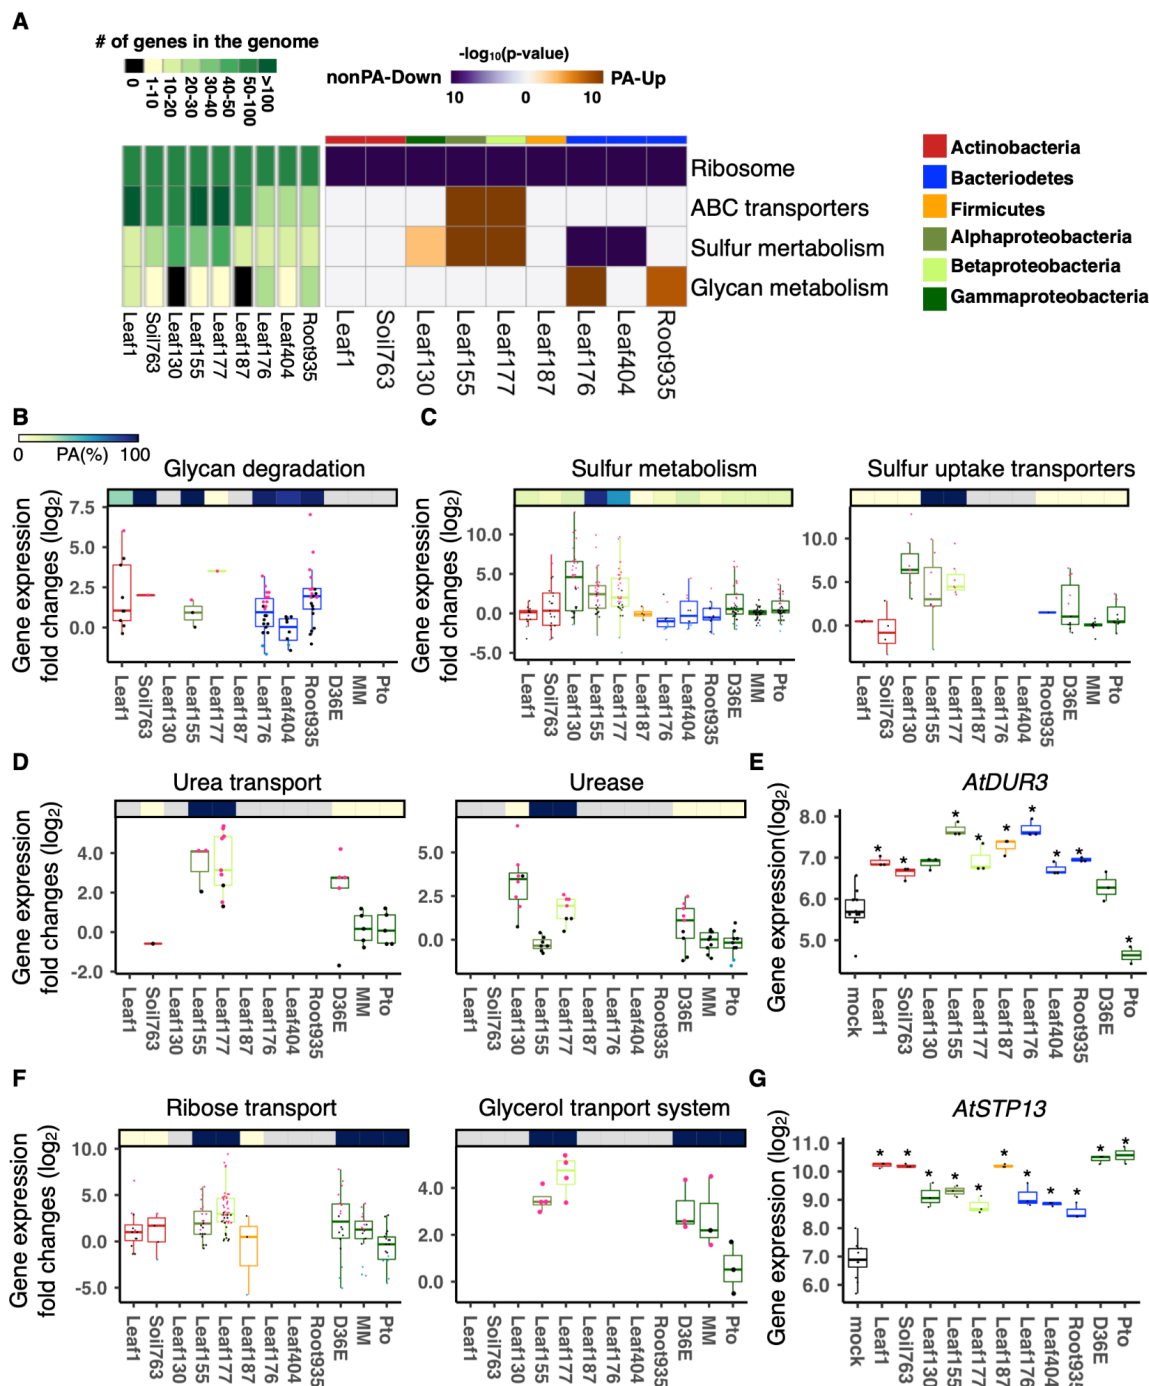 A
# of genes in the genome
0
1-10
10-20
20-30
30-40
40-50
50-100
>100
-log₁₀(p-value)
nonPA-Down
PA-Up
10 0 10
Ribosome
ABC transporters
Sulfur mertabolism
Glycan metabolism
Leaf1
Soil763
Leaf130
Leaf155
Leaf177
Leaf187
Leaf176
Leaf404
Root935
Leaf1
Soil763
Leaf130
Leaf155
Leaf177
Leaf187
Leaf176
Leaf404
Root935
Actinobacteria
Bacteriodetes
Firmicutes
Alphaproteobacteria
Betaproteobacteria
Gammaproteobacteria
B
0 PA(%) 100
Glycan degradation
Gene expression
fold changes (log₂)
7.5
5.0
2.5
0.0
Leaf1
Soil763
Leaf130
Leaf155
Leaf177
Leaf187
Leaf176
Leaf404
Root935
D36E
MM
Pto
C
Sulfur metabolism
Gene expression
fold changes (log₂)
10.0
5.0
0.0
-5.0
Leaf1
Soil763
Leaf130
Leaf155
Leaf177
Leaf187
Leaf176
Leaf404
Root935
D36E
MM
Pto
Sulfur uptake transporters
10.0
5.0
0.0
Leaf1
Soil763
Leaf130
Leaf155
Leaf177
Leaf187
Leaf176
Leaf404
Root935
D36E
MM
Pto
D
Urea transport
Gene expression
fold changes (log₂)
4.0
2.0
0.0
-2.0
Leaf1
Soil763
Leaf130
Leaf155
Leaf177
Leaf187
Leaf176
Leaf404
Root935
D36E
MM
Pto
Urease
5.0
2.5
0.0
Leaf1
Soil763
Leaf130
Leaf155
Leaf177
Leaf187
Leaf176
Leaf404
Root935
D36E
MM
Pto
E
AtDUR3
Gene expression(log₂)
8.0
7.0
6.0
5.0
* * * * * * * * *
mock
Leaf1
Soil763
Leaf130
Leaf155
Leaf177
Leaf187
Leaf176
Leaf404
Root935
D36E
Pto
F
Ribose transport
Gene expression
fold changes (log₂)
10.0
5.0
0.0
-5.0
Leaf1
Soil763
Leaf130
Leaf155
Leaf177
Leaf187
Leaf176
Leaf404
Root935
D36E
MM
Pto
Glycerol tranport system
4.0
2.0
0.0
Leaf1
Soil763
Leaf130
Leaf155
Leaf177
Leaf187
Leaf176
Leaf404
Root935
D36E
MM
Pto
G
AtSTP13
Gene expression (log₂)
11.0
10.0
9.0
8.0
7.0
6.0
* * * * * * * * * * *
mock
Leaf1
Soil763
Leaf130
Leaf155
Leaf177
Leaf187
Leaf176
Leaf404
Root935
D36E
Pto